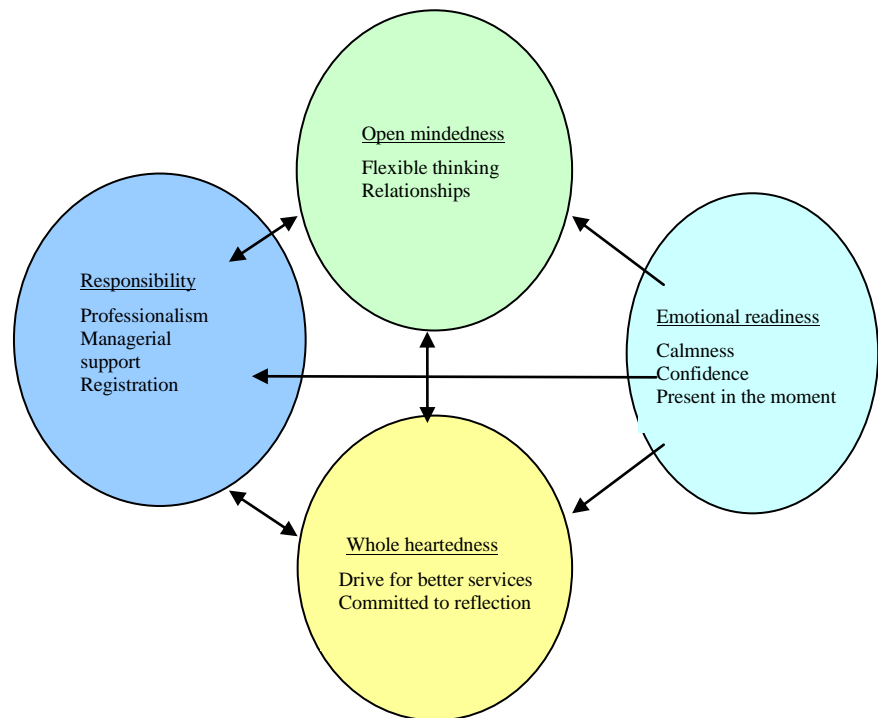 Open mindedness
Flexible thinking
Relationships
Responsibility
Professionalism
Managerial
support
Registration
Emotional readiness
Calmness
Confidence
Present in the moment
Whole heartedness
Drive for better services
Committed to reflection